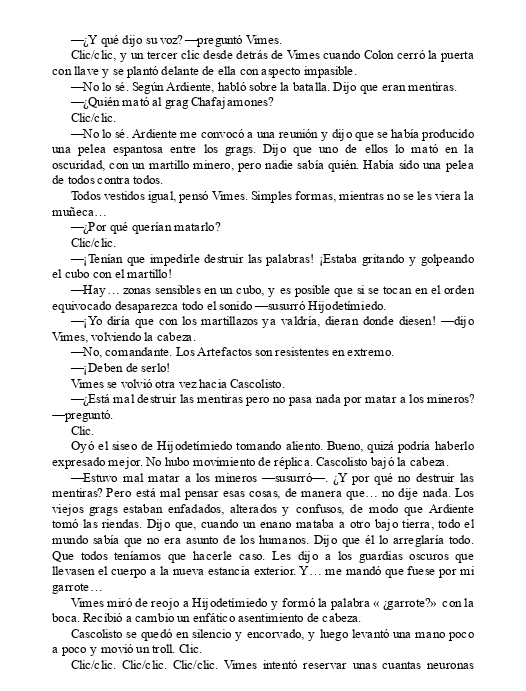 —¿Y qué dijo su voz? —preguntó Vimes.
Clic/clic, y un tercer clic desde detrás de Vimes cuando Colon cerró la puerta
con llave y se plantó delante de ella con aspecto impasible.
—No lo sé. Según Ardiente, habló sobre la batalla. Dijo que eran mentiras.
—¿Quién mató al grag Chafajamones?
Clic/clic.
—No lo sé. Ardiente me convocó a una reunión y dijo que se había producido
una pelea espantosa entre los grags. Dijo que uno de ellos lo mató en la
oscuridad, con un martillo minero, pero nadie sabía quién. Había sido una pelea
de todos contra todos.
Todos vestidos igual, pensó Vimes. Simples formas, mientras no se les viera la
muñeca…
—¿Por qué querían matarlo?
Clic/clic.
—¡Tenían que impedirle destruir las palabras! ¡Estaba gritando y golpeando
el cubo con el martillo!
—Hay… zonas sensibles en un cubo, y es posible que si se tocan en el orden
equivocado desaparezca todo el sonido —susurró Hijodetímiedo.
—¡Yo diría que con los martillazos ya valdría, dieran donde diesen! —dijo
Vimes, volviendo la cabeza.
—No, comandante. Los Artefactos son resistentes en extremo.
—¡Deben de serlo!
Vimes se volvió otra vez hacia Cascolisto.
—¿Está mal destruir las mentiras pero no pasa nada por matar a los mineros?
—preguntó.
Clic.
Oyó el siseo de Hijodetímiedo tomando aliento. Bueno, quizá podría haberlo
expresado mejor. No hubo movimiento de réplica. Cascolisto bajó la cabeza.
—Estuvo mal matar a los mineros —susurró—. ¿Y por qué no destruir las
mentiras? Pero está mal pensar esas cosas, de manera que… no dije nada. Los
viejos grags estaban enfadados, alterados y confusos, de modo que Ardiente
tomó las riendas. Dijo que, cuando un enano mataba a otro bajo tierra, todo el
mundo sabía que no era asunto de los humanos. Dijo que él lo arreglaría todo.
Que todos teníamos que hacerle caso. Les dijo a los guardias oscuros que
llevasen el cuerpo a la nueva estancia exterior. Y… me mandó que fuese por mi
garrote…
Vimes miró de reojo a Hijodetímiedo y formó la palabra «¿garrote?» con la
boca. Recibió a cambio un enfático asentimiento de cabeza.
Cascolisto se quedó en silencio y encorvado, y luego levantó una mano poco
a poco y movió un troll. Clic.
Clic/clic. Clic/clic. Clic/clic. Vimes intentó reservar unas cuantas neuronas